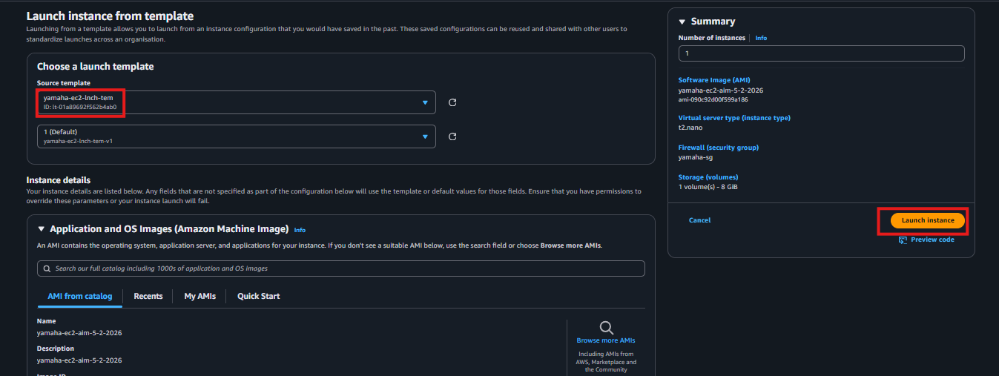 Launch instance from template
Launching from a template allows you to launch from an instance configuration that you would have saved in the past. These saved configurations can be reused and shared with other users to
standardize launches across an organisation.
Choose a launch template
Source template
yamaha-ec2-lnch-tem
ID: lt-01a89692f562b4ab0
1 (Default)
yamaha-ec2-lnch-tem-v1
Instance details
Your instance details are listed below. Any fields that are not specified as part of the configuration below will use the template or default values for those fields. Ensure that you have permissions to
override these parameters or your instance launch will fail.
Application and OS Images (Amazon Machine Image) Info
An AMI contains the operating system, application server, and applications for your instance. If you don't see a suitable AMI below, use the search field or choose Browse more AMIs.
Search our full catalog including 1000s of application and OS images
AMI from catalog Recents My AMIs Quick Start
Name
yamaha-ec2-aim-5-2-2026
Description
yamaha-ec2-aim-5-2-2026
Browse more AMIs
Including AMIs from
AWS, Marketplace and
the Community
Summary
Number of instances Info
1
Software Image (AMI)
yamaha-ec2-aim-5-2-2026
ami-090c92d00f599a186
Virtual server type (instance type)
t2.nano
Firewall (security group)
yamaha-sg
Storage (volumes)
1 volume(s) - 8 GiB
Cancel
Launch instance
Preview code